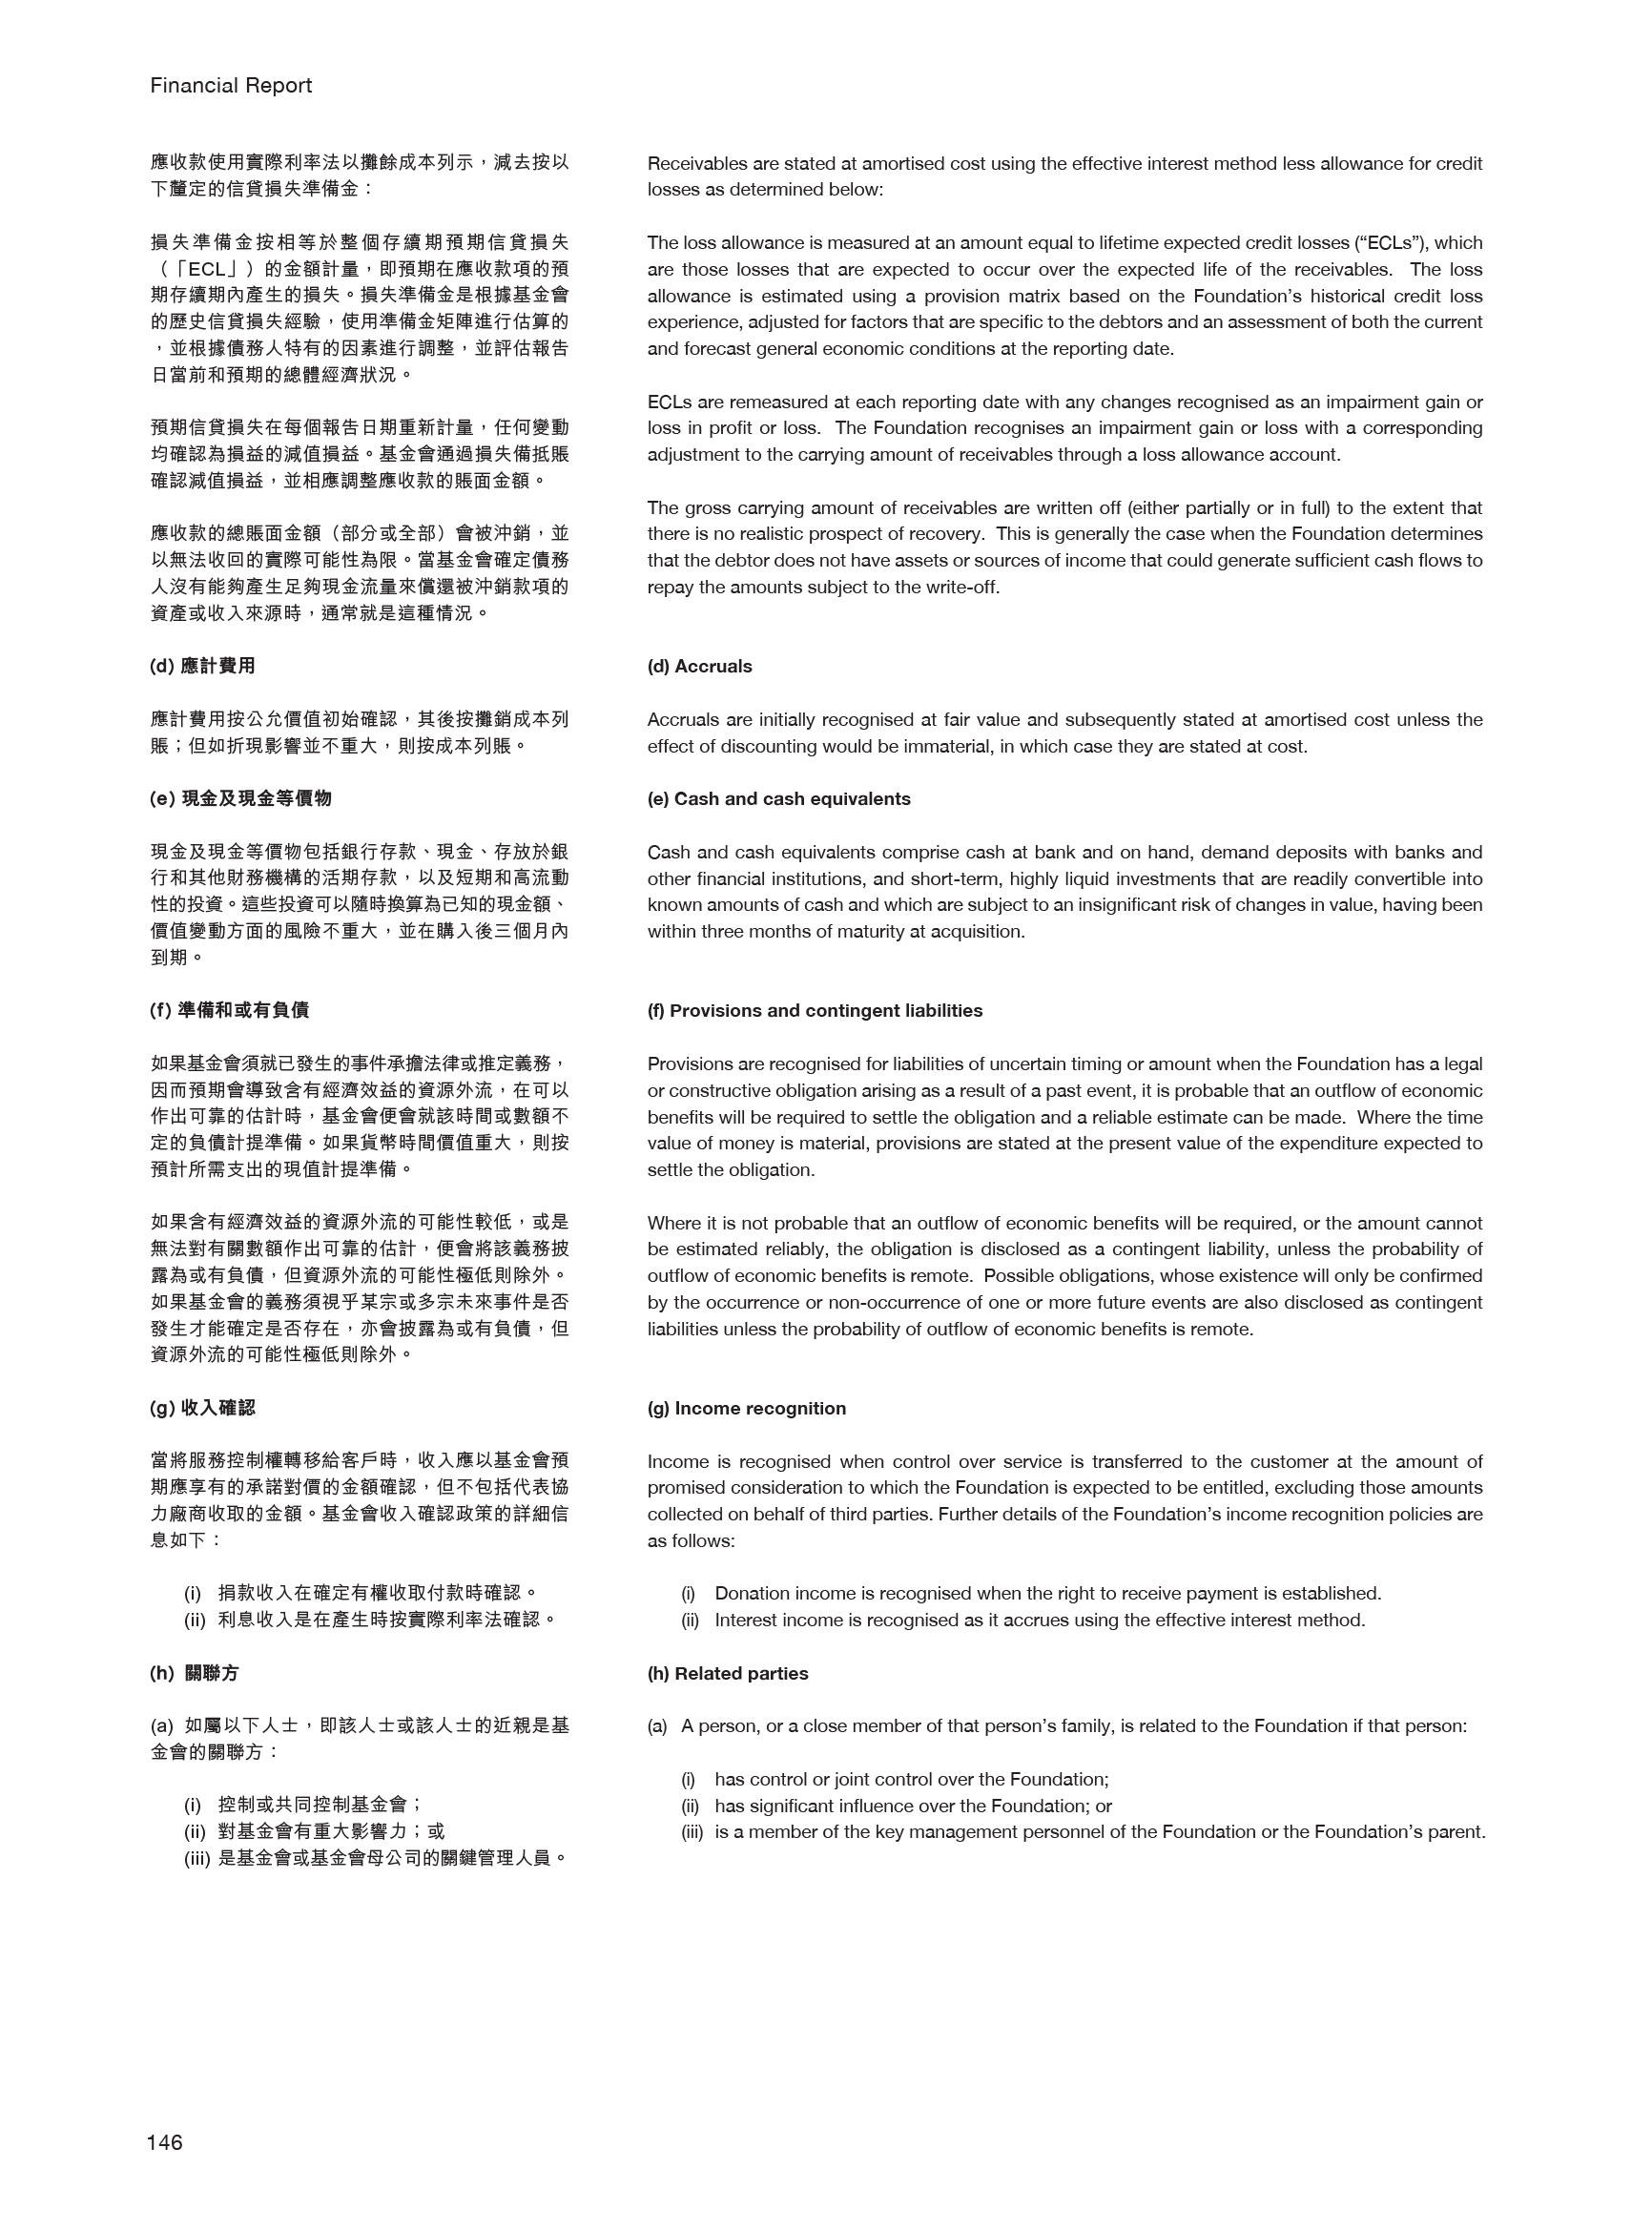 Financial Report
應收款使用實際利率法以攤餘成本列示，減去按以
下釐定的信貸損失準備金：
損失準備金按相等於整個存續期預期信貸損失
（「ECL」）的金額計量，即預期在應收款項的預
期存續期內產生的損失。損失準備金是根據基金會
的歷史信貸損失經驗，使用準備金矩陣進行估算的
，並根據債務人特有的因素進行調整，並評估報告
日當前和預期的總體經濟狀況。
預期信貸損失在每個報告日期重新計量，任何變動
均確認為損益的減值損益。基金會通過損失備抵賬
確認減值損益，並相應調整應收款的賬面金額。
應收款的總賬面金額（部分或全部）會被沖銷，並
以無法收回的實際可能性為限。當基金會確定債務
人沒有能夠產生足夠現金流量來償還被沖銷款項的
資產或收入來源時，通常就是這種情況。
(d) 應計費用
應計費用按公允價值初始確認，其後按攤銷成本列
賬；但如折現影響並不重大，則按成本列賬。
(e) 現金及現金等價物
現金及現金等價物包括銀行存款、現金、存放於銀
行和其他財務機構的活期存款，以及短期和高流動
性的投資。這些投資可以隨時換算為已知的現金額、
價值變動方面的風險不重大，並在購入後三個月內
到期。
(f) 準備和或有負債
如果基金會須就已發生的事件承擔法律或推定義務，
因而預期會導致含有經濟效益的資源外流，在可以
作出可靠的估計時，基金會便會就該時間或數額不
定的負債計提準備。如果貨幣時間價值重大，則按
預計所需支出的現值計提準備。
如果含有經濟效益的資源外流的可能性較低，或是
無法對有關數額作出可靠的估計，便會將該義務披
露為或有負債，但資源外流的可能性極低則除外。
如果基金會的義務須視乎某宗或多宗未來事件是否
發生才能確定是否存在，亦會披露為或有負債，但
資源外流的可能性極低則除外。
(g) 收入確認
當將服務控制權轉移給客戶時，收入應以基金會預
期應享有的承諾對價的金額確認，但不包括代表協
力廠商收取的金額。基金會收入確認政策的詳細信
息如下：
(i) 捐款收入在確定有權收取付款時確認。
(ii) 利息收入是在產生時按實際利率法確認。
(h) 關聯方
(a) 如屬以下人士，即該人士或該人士的近親是基
金會的關聯方：
(i) 控制或共同控制基金會；
(ii) 對基金會有重大影響力；或
(iii) 是基金會或基金會母公司的關鍵管理人員。
Receivables are stated at amortised cost using the effective interest method less allowance for credit
losses as determined below:
The loss allowance is measured at an amount equal to lifetime expected credit losses (“ECLs”), which
are those losses that are expected to occur over the expected life of the receivables. The loss
allowance is estimated using a provision matrix based on the Foundation’s historical credit loss
experience, adjusted for factors that are specific to the debtors and an assessment of both the current
and forecast general economic conditions at the reporting date.
ECLs are remeasured at each reporting date with any changes recognised as an impairment gain or
loss in profit or loss. The Foundation recognises an impairment gain or loss with a corresponding
adjustment to the carrying amount of receivables through a loss allowance account.
The gross carrying amount of receivables are written off (either partially or in full) to the extent that
there is no realistic prospect of recovery. This is generally the case when the Foundation determines
that the debtor does not have assets or sources of income that could generate sufficient cash flows to
repay the amounts subject to the write-off.
(d) Accruals
Accruals are initially recognised at fair value and subsequently stated at amortised cost unless the
effect of discounting would be immaterial, in which case they are stated at cost.
(e) Cash and cash equivalents
Cash and cash equivalents comprise cash at bank and on hand, demand deposits with banks and
other financial institutions, and short-term, highly liquid investments that are readily convertible into
known amounts of cash and which are subject to an insignificant risk of changes in value, having been
within three months of maturity at acquisition.
(f) Provisions and contingent liabilities
Provisions are recognised for liabilities of uncertain timing or amount when the Foundation has a legal
or constructive obligation arising as a result of a past event, it is probable that an outflow of economic
benefits will be required to settle the obligation and a reliable estimate can be made. Where the time
value of money is material, provisions are stated at the present value of the expenditure expected to
settle the obligation.
Where it is not probable that an outflow of economic benefits will be required, or the amount cannot
be estimated reliably, the obligation is disclosed as a contingent liability, unless the probability of
outflow of economic benefits is remote. Possible obligations, whose existence will only be confirmed
by the occurrence or non-occurrence of one or more future events are also disclosed as contingent
liabilities unless the probability of outflow of economic benefits is remote.
(g) Income recognition
Income is recognised when control over service is transferred to the customer at the amount of
promised consideration to which the Foundation is expected to be entitled, excluding those amounts
collected on behalf of third parties. Further details of the Foundation’s income recognition policies are
as follows:
(i) Donation income is recognised when the right to receive payment is established.
(ii) Interest income is recognised as it accrues using the effective interest method.
(h) Related parties
(a) A person, or a close member of that person’s family, is related to the Foundation if that person:
(i) has control or joint control over the Foundation;
(ii) has significant influence over the Foundation; or
(iii) is a member of the key management personnel of the Foundation or the Foundation’s parent.
146